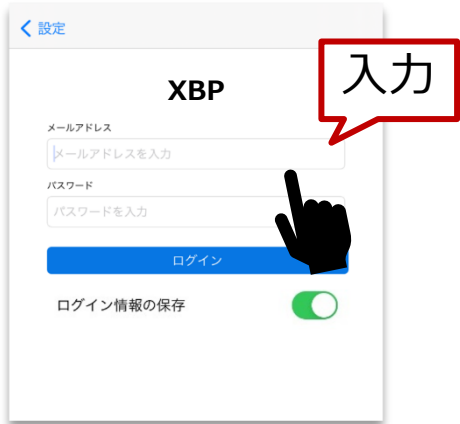 設定
XBP
入力
メールアドレス
メールアドレスを入力
パスワード
パスワードを入力
ログイン
ログイン情報の保存